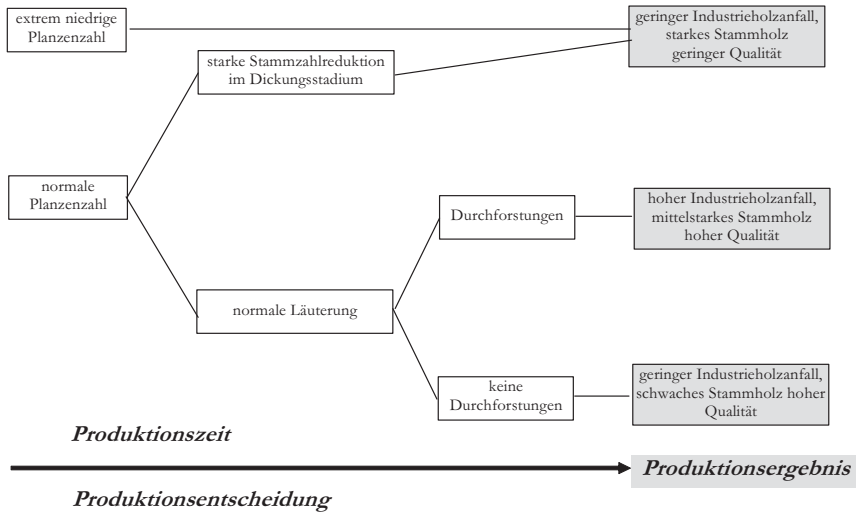 extrem niedrige
Planzenzahl
geringer Industrieholzanfall,
starkes Stammholz
geringer Qualität
starke Stammzahlreduktion
im Dickungsstadium
normale
Planzenzahl
Durchforstungen
hoher Industrieholzanfall,
mittelstarkes Stammholz
hoher Qualität
normale Läuterung
keine
Durchforstungen
geringer Industrieholzanfall,
schwaches Stammholz hoher
Qualität
Produktionszeit
Produktionsergebnis
Produktionsentscheidung